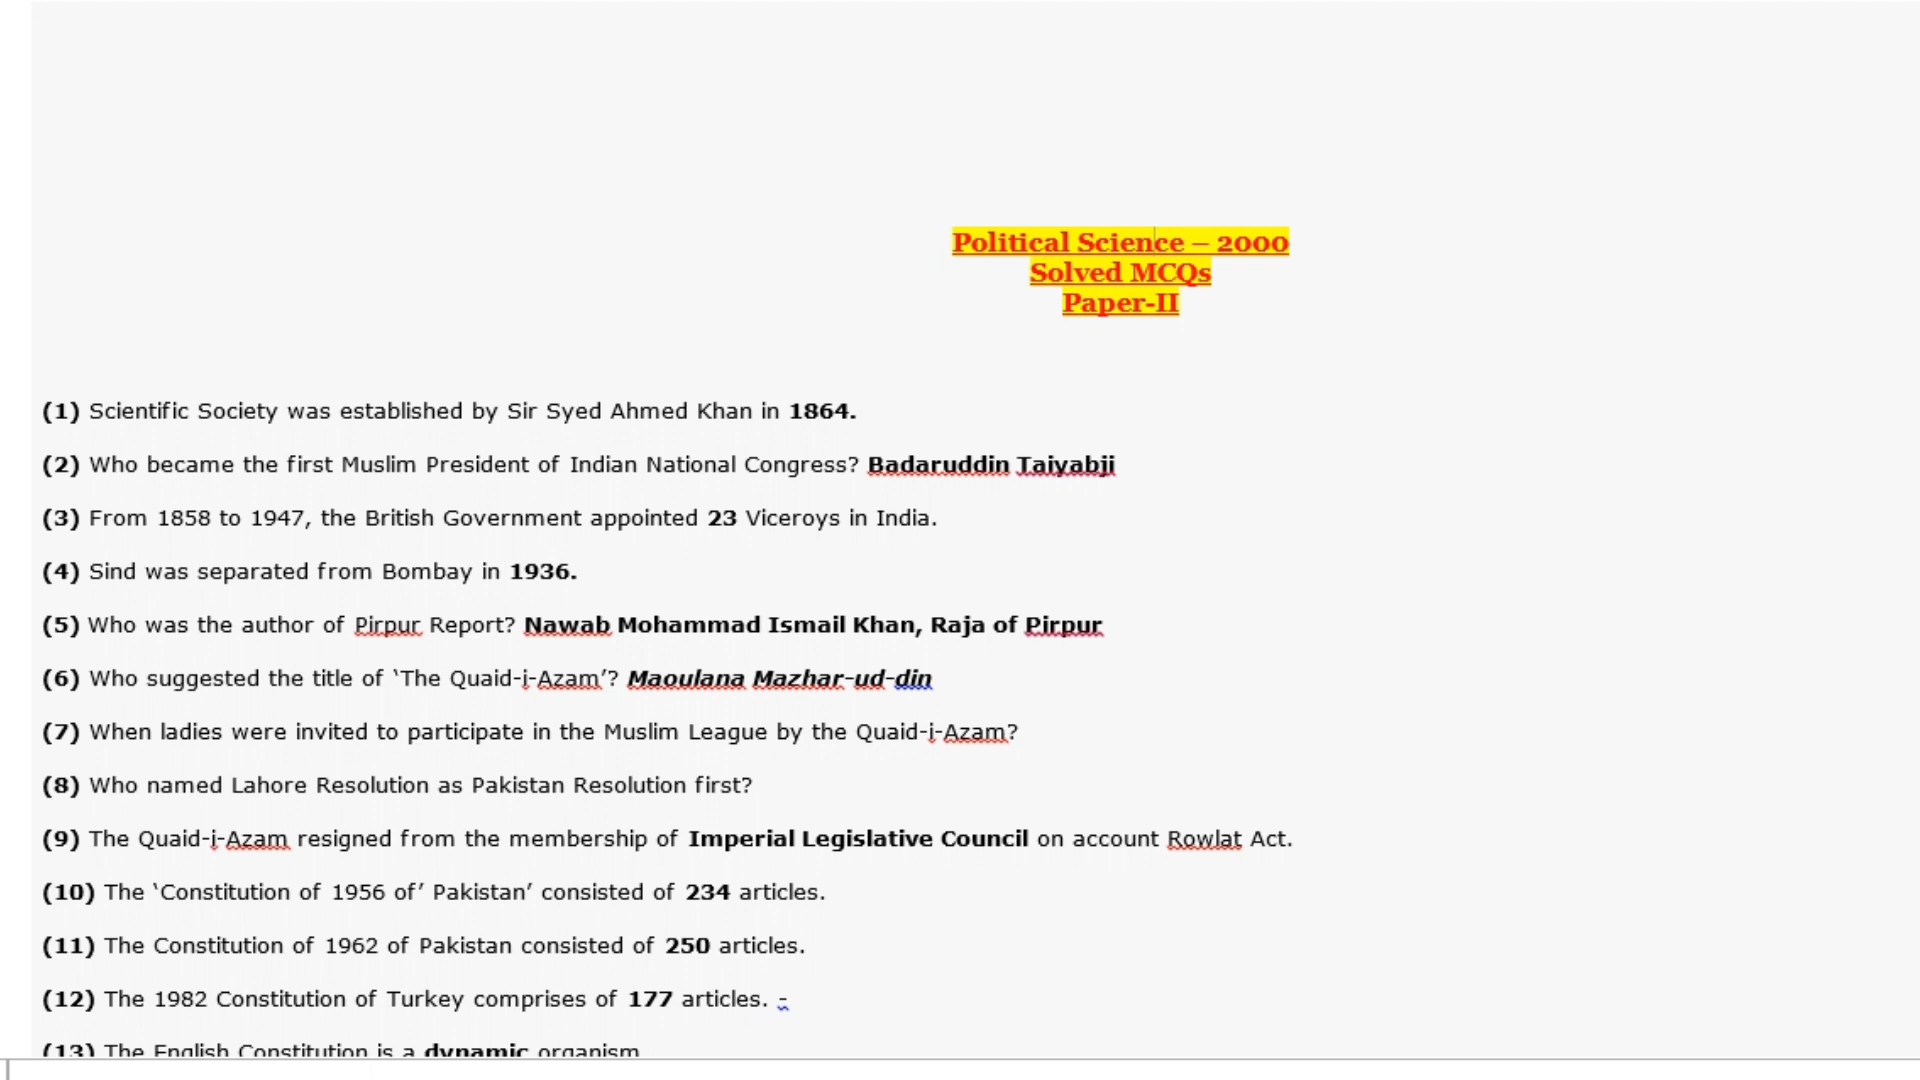 Political Science – 2000
Solved MCQs
Paper-II
(1) Scientific Society was established by Sir Syed Ahmed Khan in 1864.
(2) Who became the first Muslim President of Indian National Congress? Badaruddin Taiyabji
(3) From 1858 to 1947, the British Government appointed 23 Viceroys in India.
(4) Sind was separated from Bombay in 1936.
(5) Who was the author of Pirpur Report? Nawab Mohammad Ismail Khan, Raja of Pirpur
(6) Who suggested the title of ‘The Quaid-i-Azam’? Maoulana Mazhar-ud-din
(7) When ladies were invited to participate in the Muslim League by the Quaid-i-Azam?
(8) Who named Lahore Resolution as Pakistan Resolution first?
(9) The Quaid-i-Azam resigned from the membership of Imperial Legislative Council on account Rowlat Act.
(10) The ‘Constitution of 1956 of’ Pakistan’ consisted of 234 articles.
(11) The Constitution of 1962 of Pakistan consisted of 250 articles.
(12) The 1982 Constitution of Turkey comprises of 177 articles. -
(13) The English Constitution is a dynamic organism